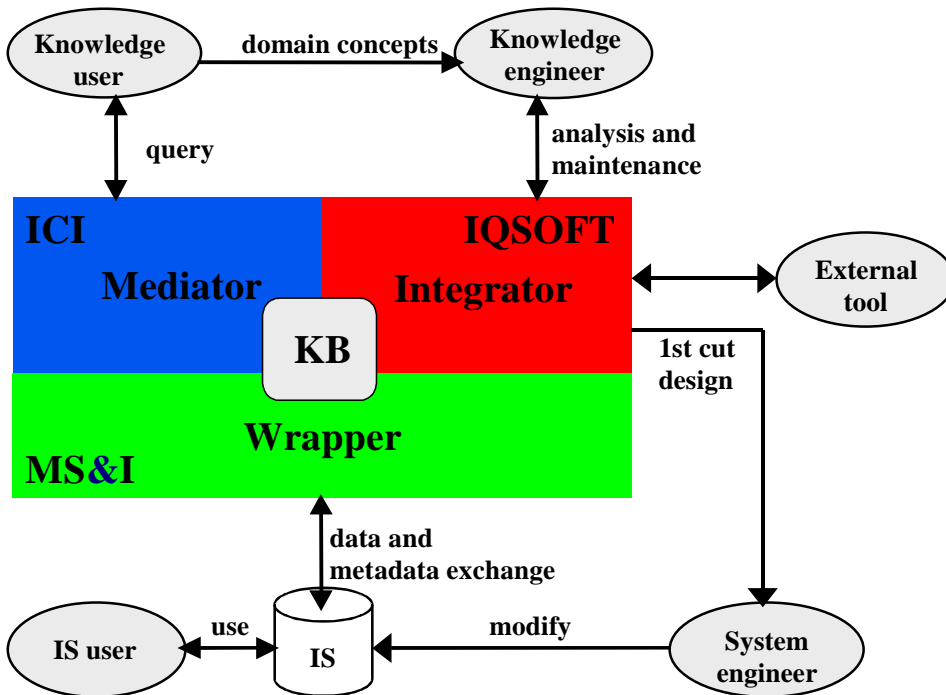 Knowledge
user
domain concepts
Knowledge
engineer
query
analysis and
maintenance
ICI
IQSOFT
Mediator
Integrator
External
tool
KB
1st cut
design
Wrapper
MS&I
data and
metadata exchange
IS user
use
IS
modify
System
engineer